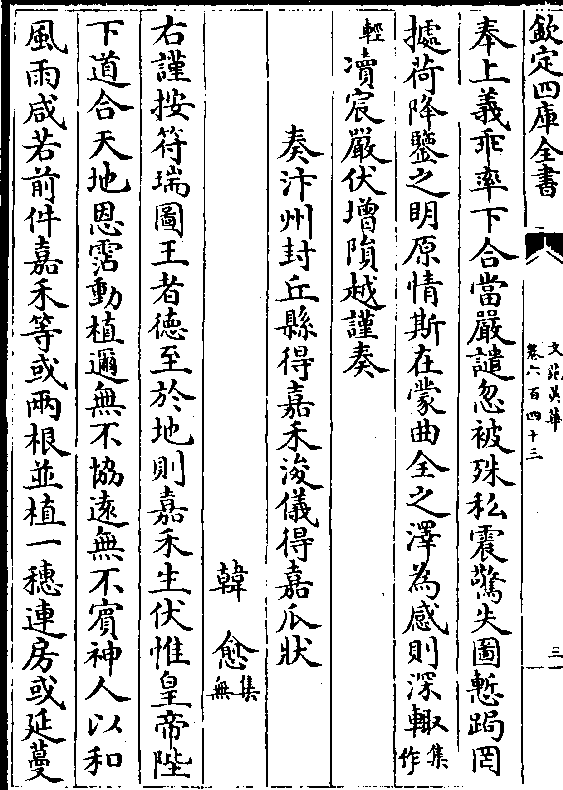 欽定四庫全書
文苑英華
卷六百四十三
三
奉上義乖率下合當嚴譴忽被殊私震驚失圖慙跼罔
據荷降鑒之明原情斯在蒙曲全之澤為感則深輙集作
輕瀆宸嚴伏增隕越謹奏
奏汴州封丘縣得嘉禾浚儀得嘉瓜狀
韓愈集無
右謹按符瑞圖王者德至於地則嘉禾生伏惟皇帝陛
下道合天地恩霑動植邇無不協遠無不賓神人以和
風雨咸若前件嘉禾等或兩根並植一穗連房或延蔓